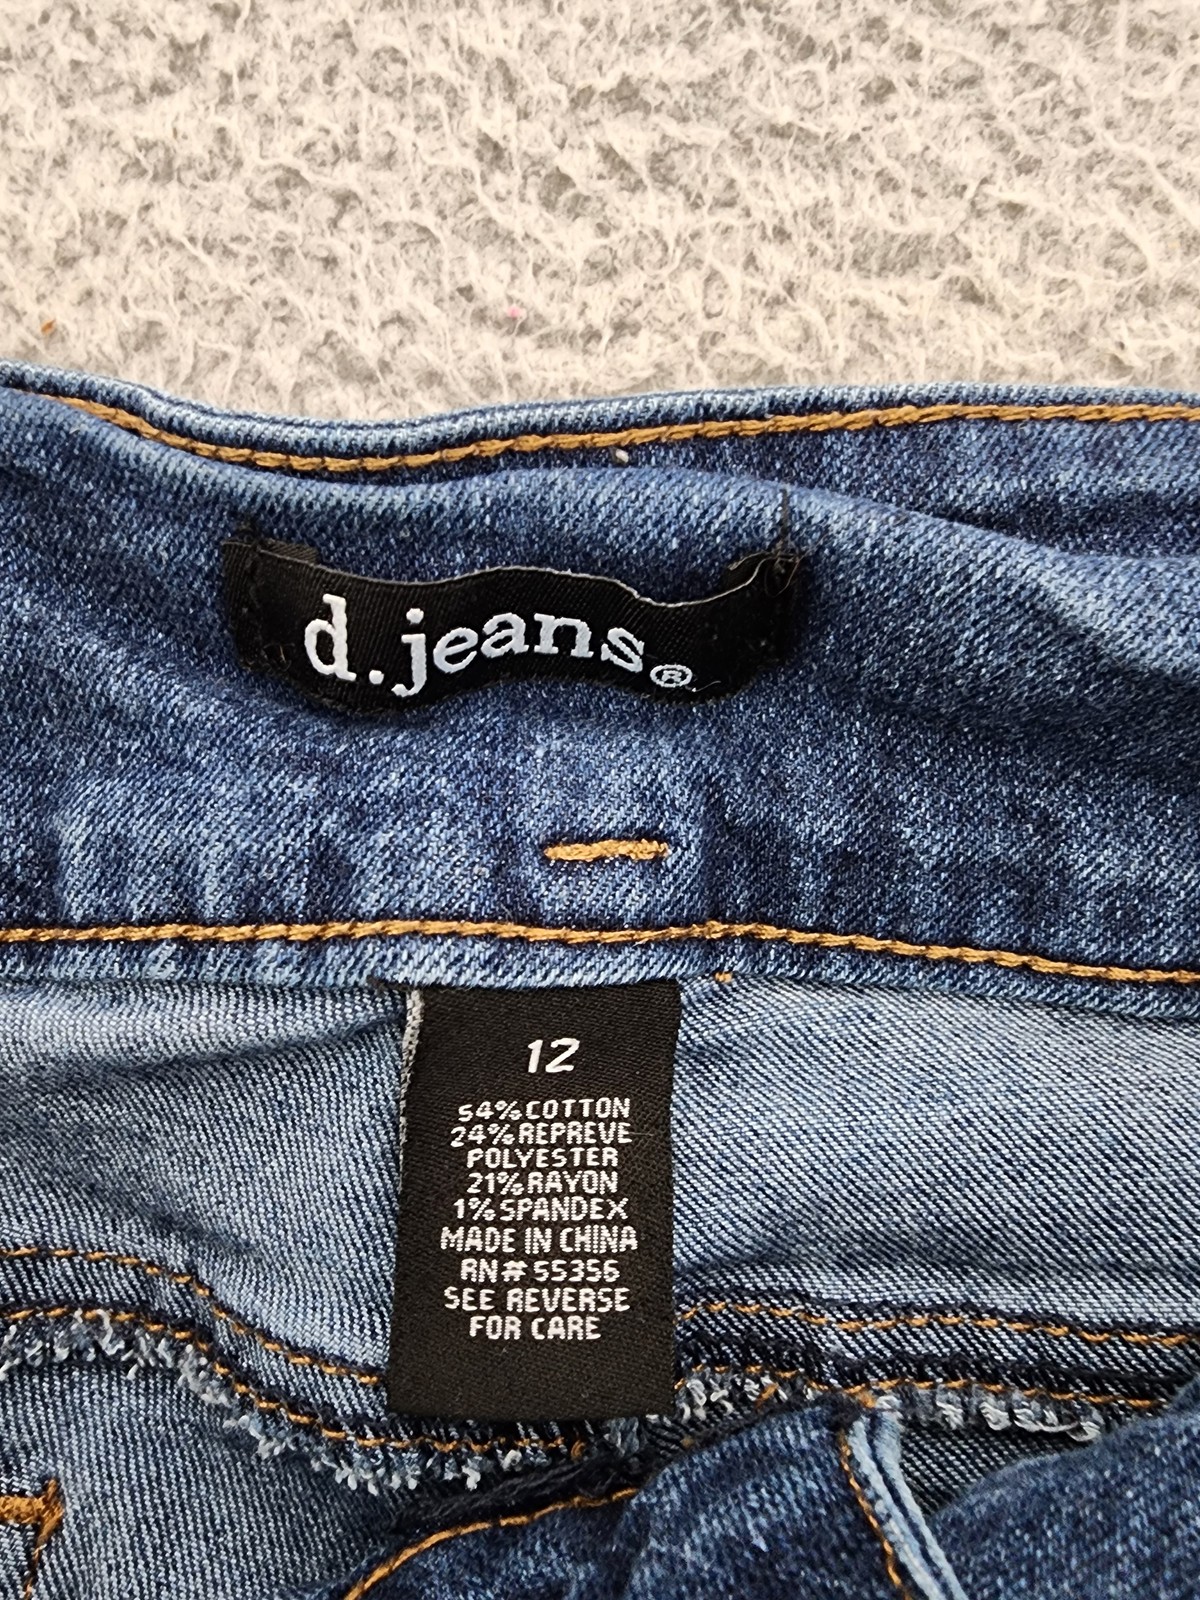 d.jeans®
12
54% COTTON
24% REPREVE
POLYESTER
21% RAYON
1% SPANDEX
MADE IN CHINA
RN# 55356
SEE REVERSE
FOR CARE